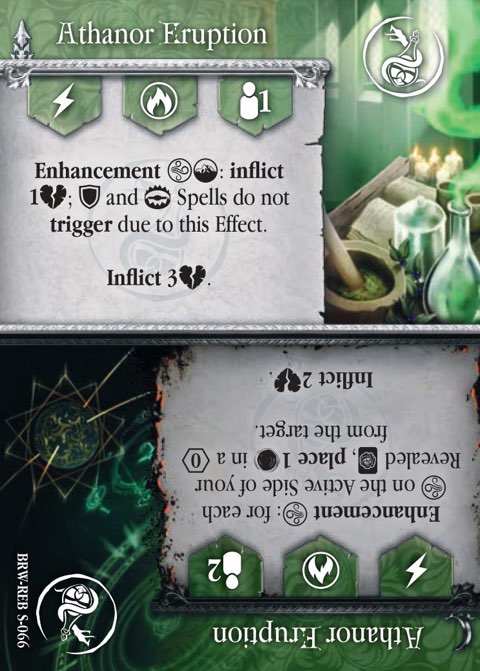 Athanor Eruption
1
Enhancement : inflict
1; and Spells do not
trigger due to this Effect.
Inflict 3.
Athanor Eruption
2
Enhancement : for each
on the Active Side of your
Revealed , place 1 in a 0
from the target.
Inflict 2.
BRW-REB S-066